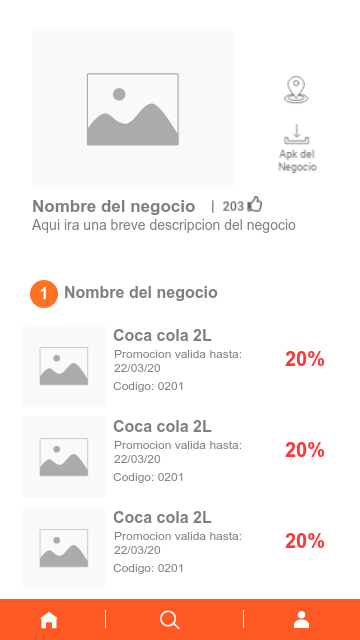 Apk del
Negocio
Nombre del negocio | 203
Aqui ira una breve descripcion del negocio
1 Nombre del negocio
Coca cola 2L
Promocion valida hasta:
22/03/20
20%
Codigo: 0201
Coca cola 2L
Promocion valida hasta:
22/03/20
20%
Codigo: 0201
Coca cola 2L
Promocion valida hasta:
22/03/20
20%
Codigo: 0201